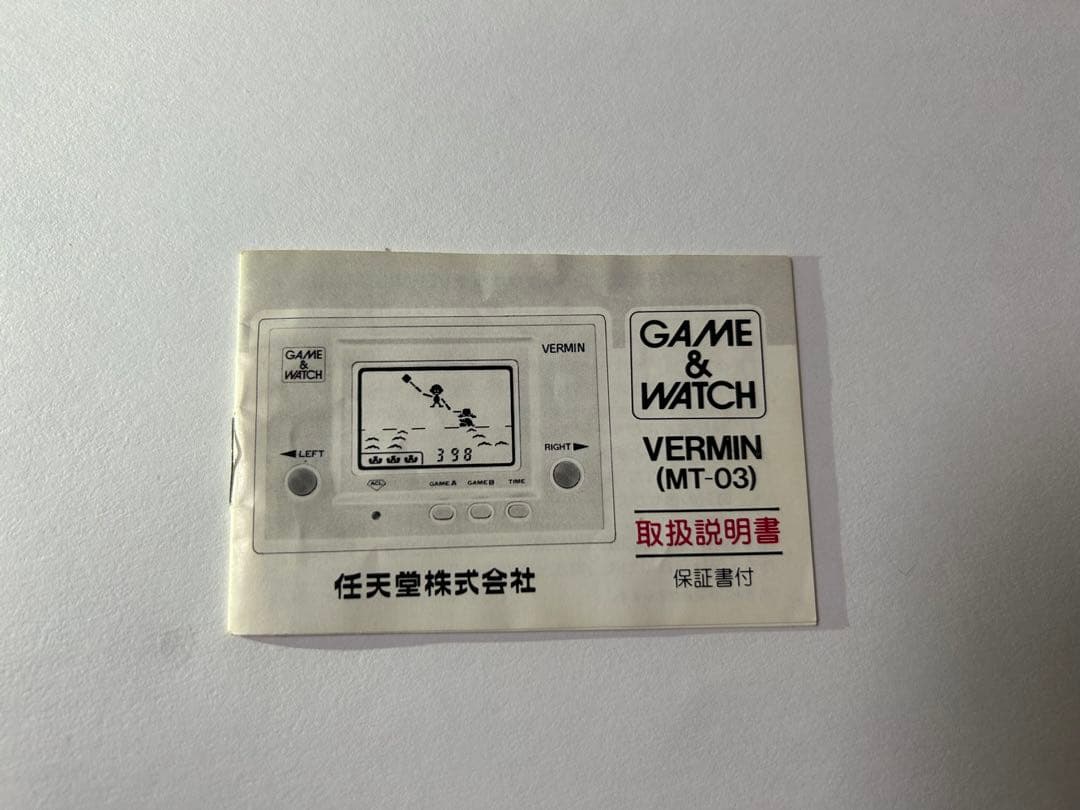 GAME
&
WATCH
VERMIN
◀LEFT
RIGHT▶
398
ACL
GAME A GAME B TIME
GAME
&
WATCH
VERMIN
(MT-03)
取扱説明書
保証書付
任天堂株式会社